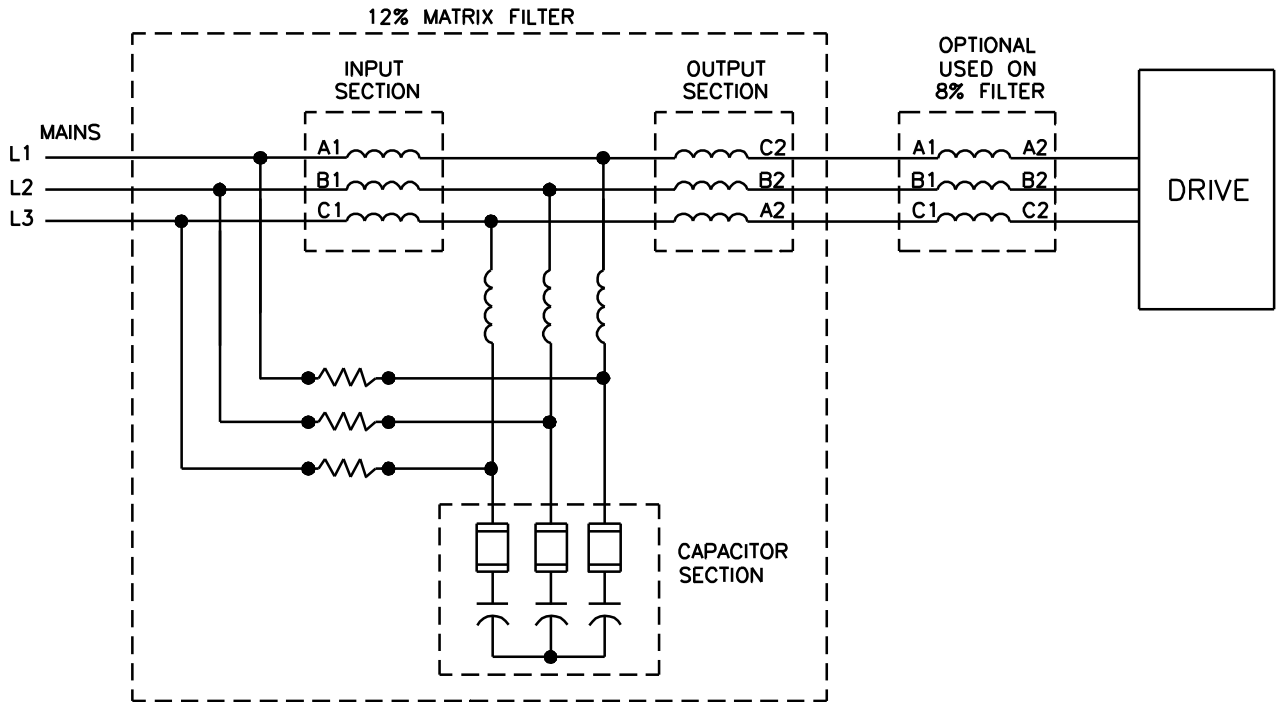 12% MATRIX FILTER
INPUT
SECTION
OUTPUT
SECTION
OPTIONAL
USED ON
8% FILTER
MAINS
L1
A1
C2
A1
A2
L2
B1
B2
B1
B2
DRIVE
L3
C1
A2
C1
C2
CAPACITOR
SECTION